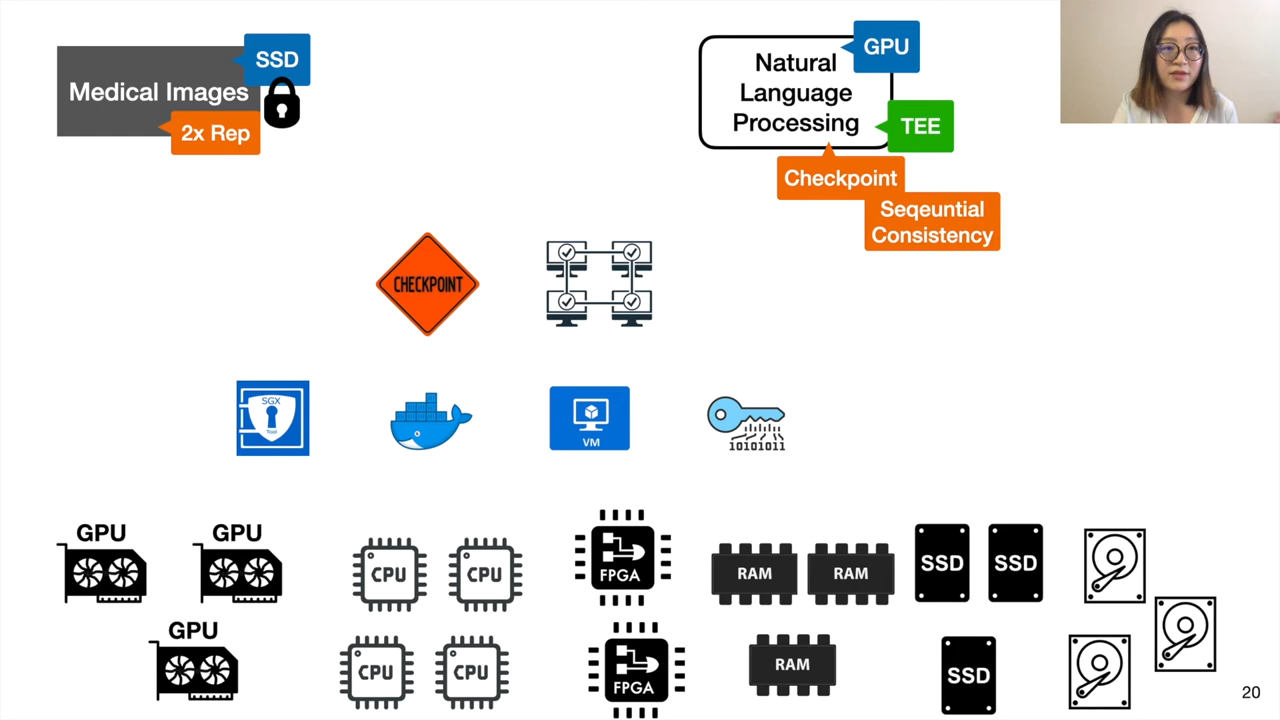 SSD
Medical Images
2x Rep
GPU
Natural
Language
Processing
TEE
Checkpoint
Seqeuntial
Consistency
CHECKPOINT
SGX
Tool
VM
10101011
GPU
GPU
CPU
CPU
FPGA
RAM
RAM
SSD
SSD
GPU
CPU
CPU
FPGA
RAM
SSD
20